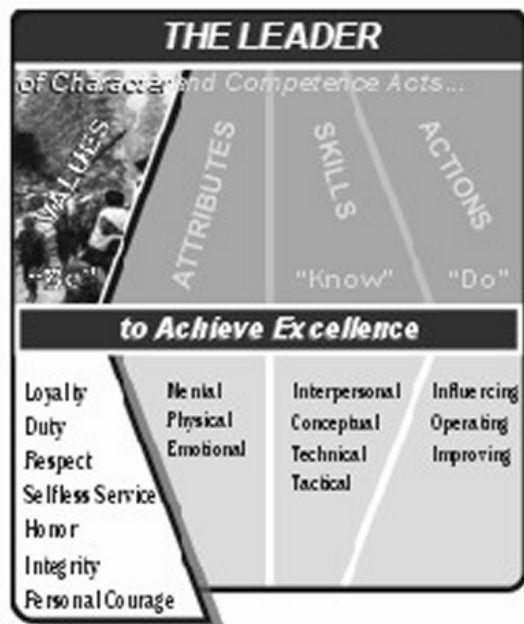 THE LEADER
of Character and Competence Acts...
VALUES
ATTRIBUTES
SKILLS
ACTIONS
"Be"
"Know"
"Do"
to Achieve Excellence
Loyalty
Duty
Respect
Selfless Service
Honor
Integrity
Personal Courage
Mental
Physical
Emotional
Interpersonal
Conceptual
Technical
Tactical
Influencing
Operating
Improving